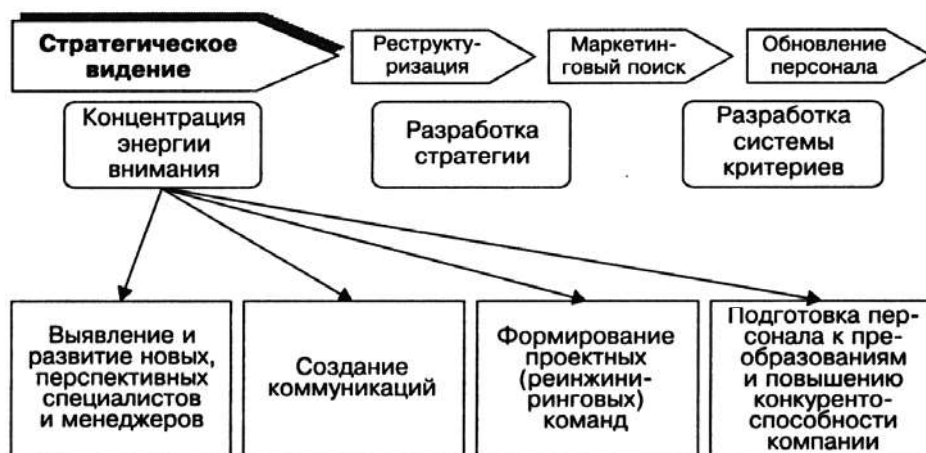 Стратегическое
видение
Реструкту-
ризация
Маркетин-
говый поиск
Обновление
персонала
Концентрация
энергии
внимания
Разработка
стратегии
Разработка
системы
критериев
Выявление и
развитие новых,
перспективных
специалистов
и менеджеров
Создание
коммуникаций
Формирование
проектных
(реинжини-
ринговых)
команд
Подготовка пер-
сонала к пре-
образованиям
и повышению
конкуренто-
способности
компании